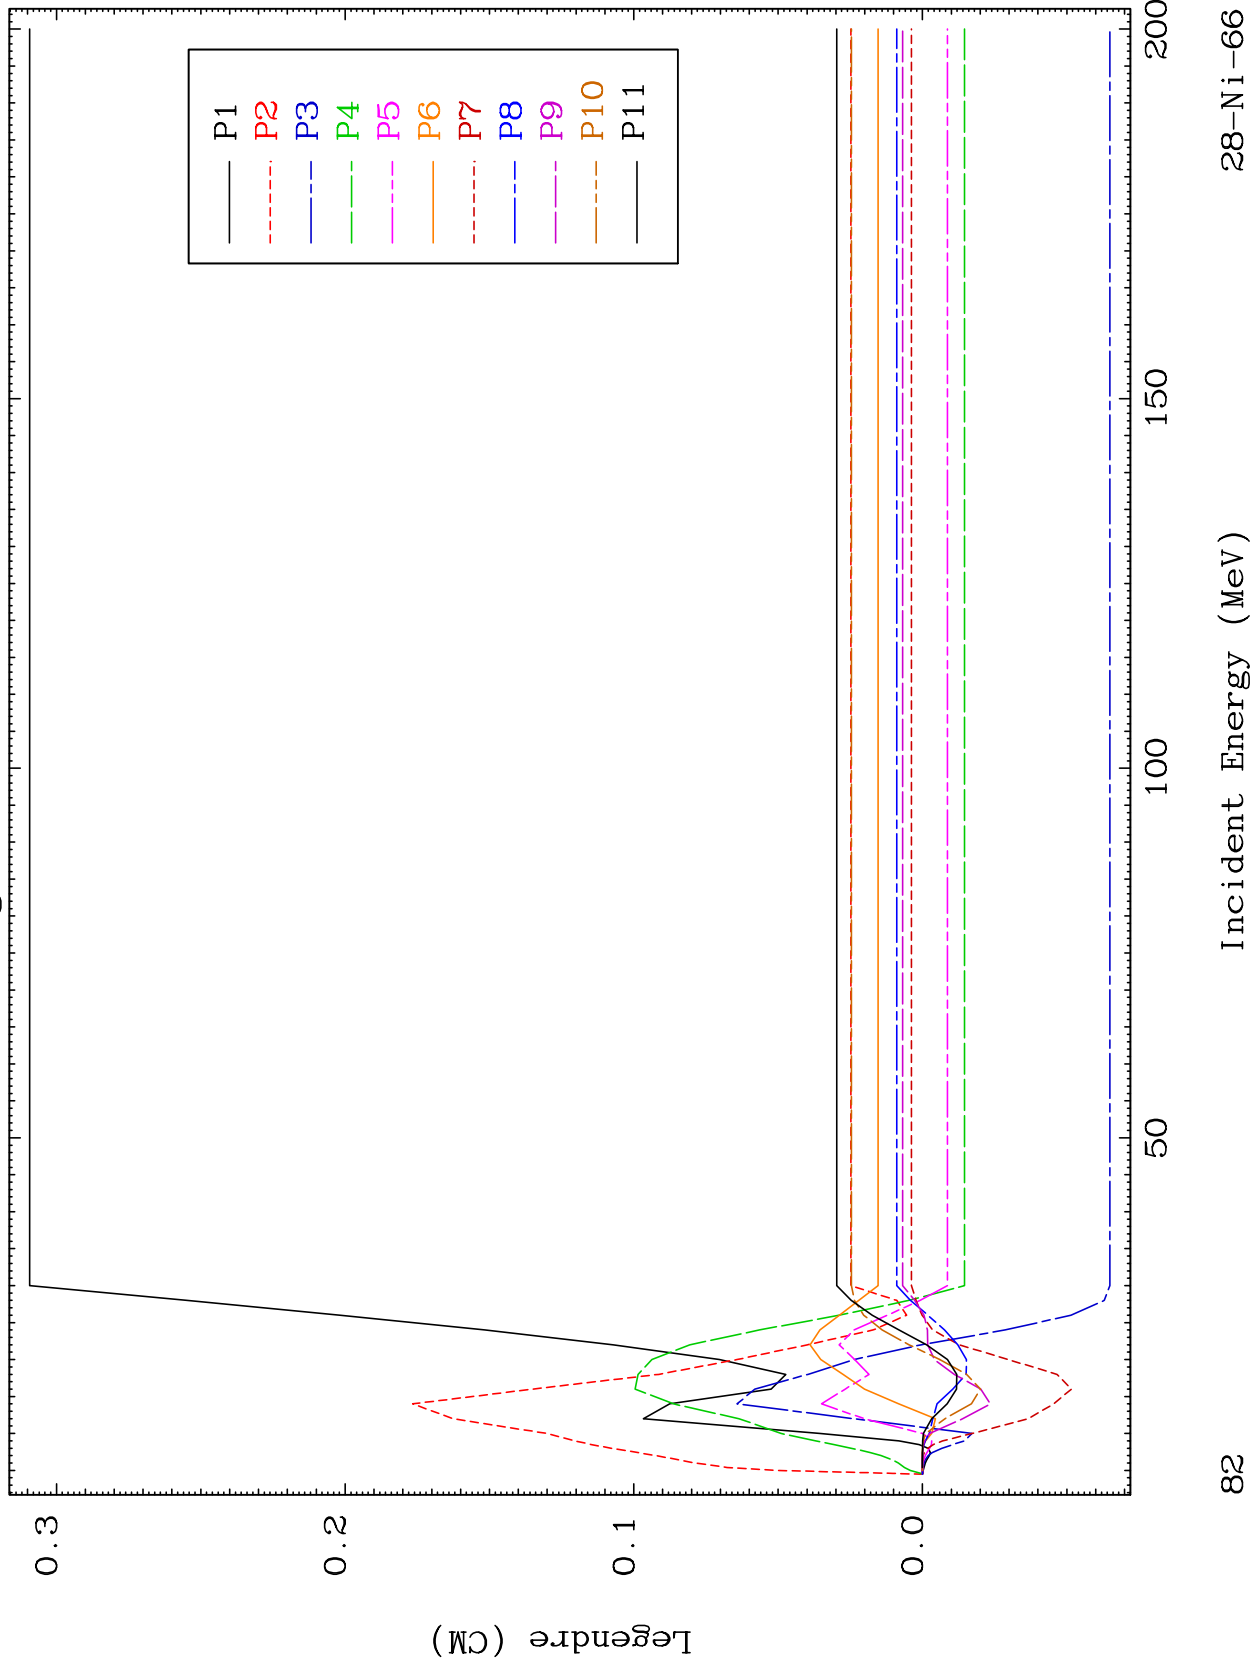 P1
P2
P3
P4
P5
P6
P7
P8
P9
P10
P11
0.3
0.2
0.1
0.0
Legendre (CM)
50
100
150
200
Incident Energy (MeV)
82
28-Ni-66